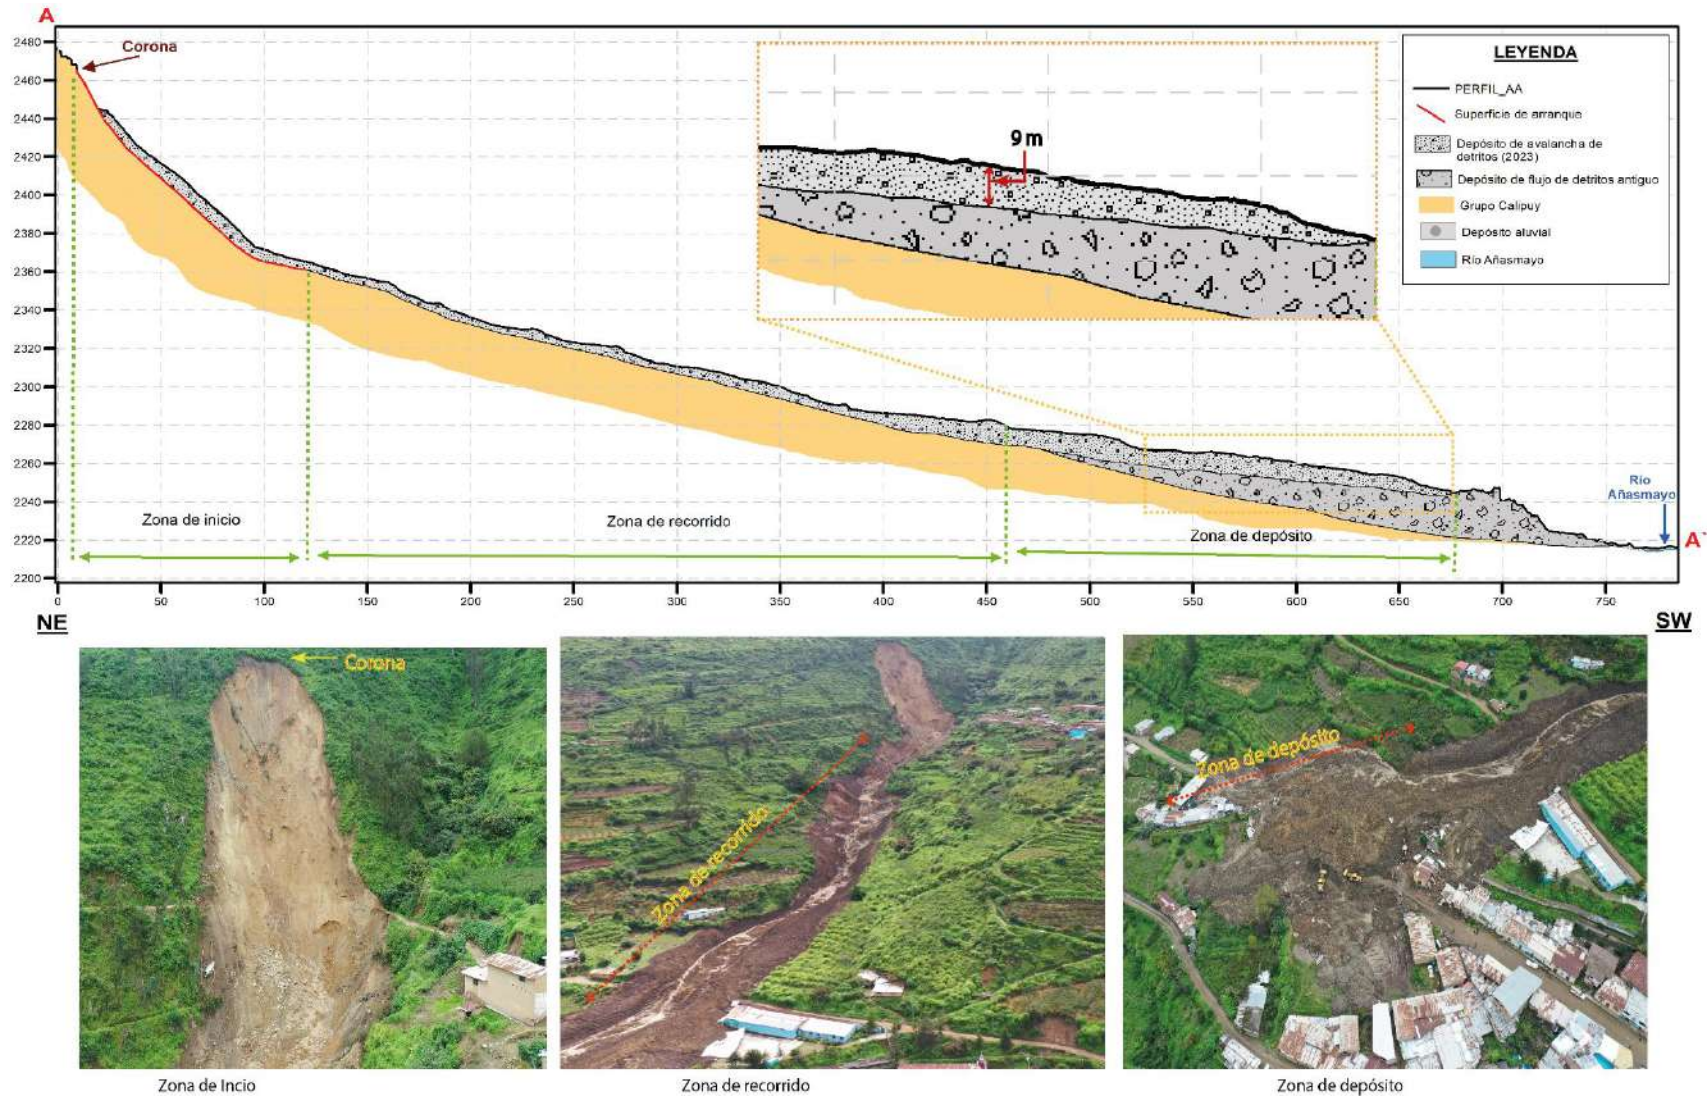 A
Corona
2480
2460
2440
2420
2400
2380
2360
2340
2320
2300
2280
2260
2240
2220
2200
9 m
LEYENDA
PERFIL_AA
Superficie de arranque
Depósito de avalancha de
detritos (2023)
Depósito de flujo de detritos antiguo
Grupo Calipuy
Depósito aluvial
Río Añasmayo
Río
Añasmayo
A'
Zona de inicio
Zona de recorrido
Zona de depósito
0 50 100 150 200 250 300 350 400 450 500 550 600 650 700 750
NE
SW
Corona
Zona de recorrido
Zona de depósito
Zona de Incio
Zona de recorrido
Zona de depósito